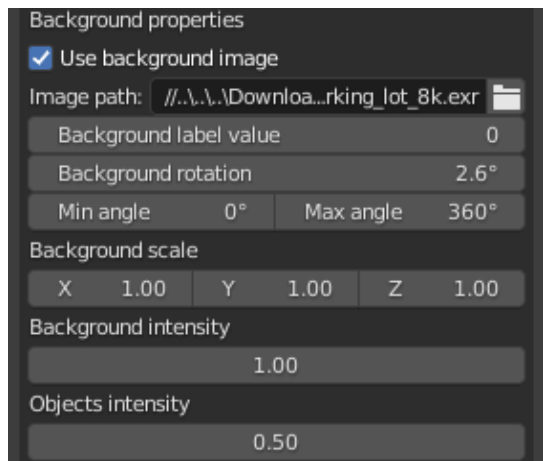 Background properties
Use background image
Image path: //..\..\..\Downloa...rking_lot_8k.exr
Background label value 0
Background rotation 2.6°
Min angle 0° Max angle 360°
Background scale
X 1.00 Y 1.00 Z 1.00
Background intensity
1.00
Objects intensity
0.50